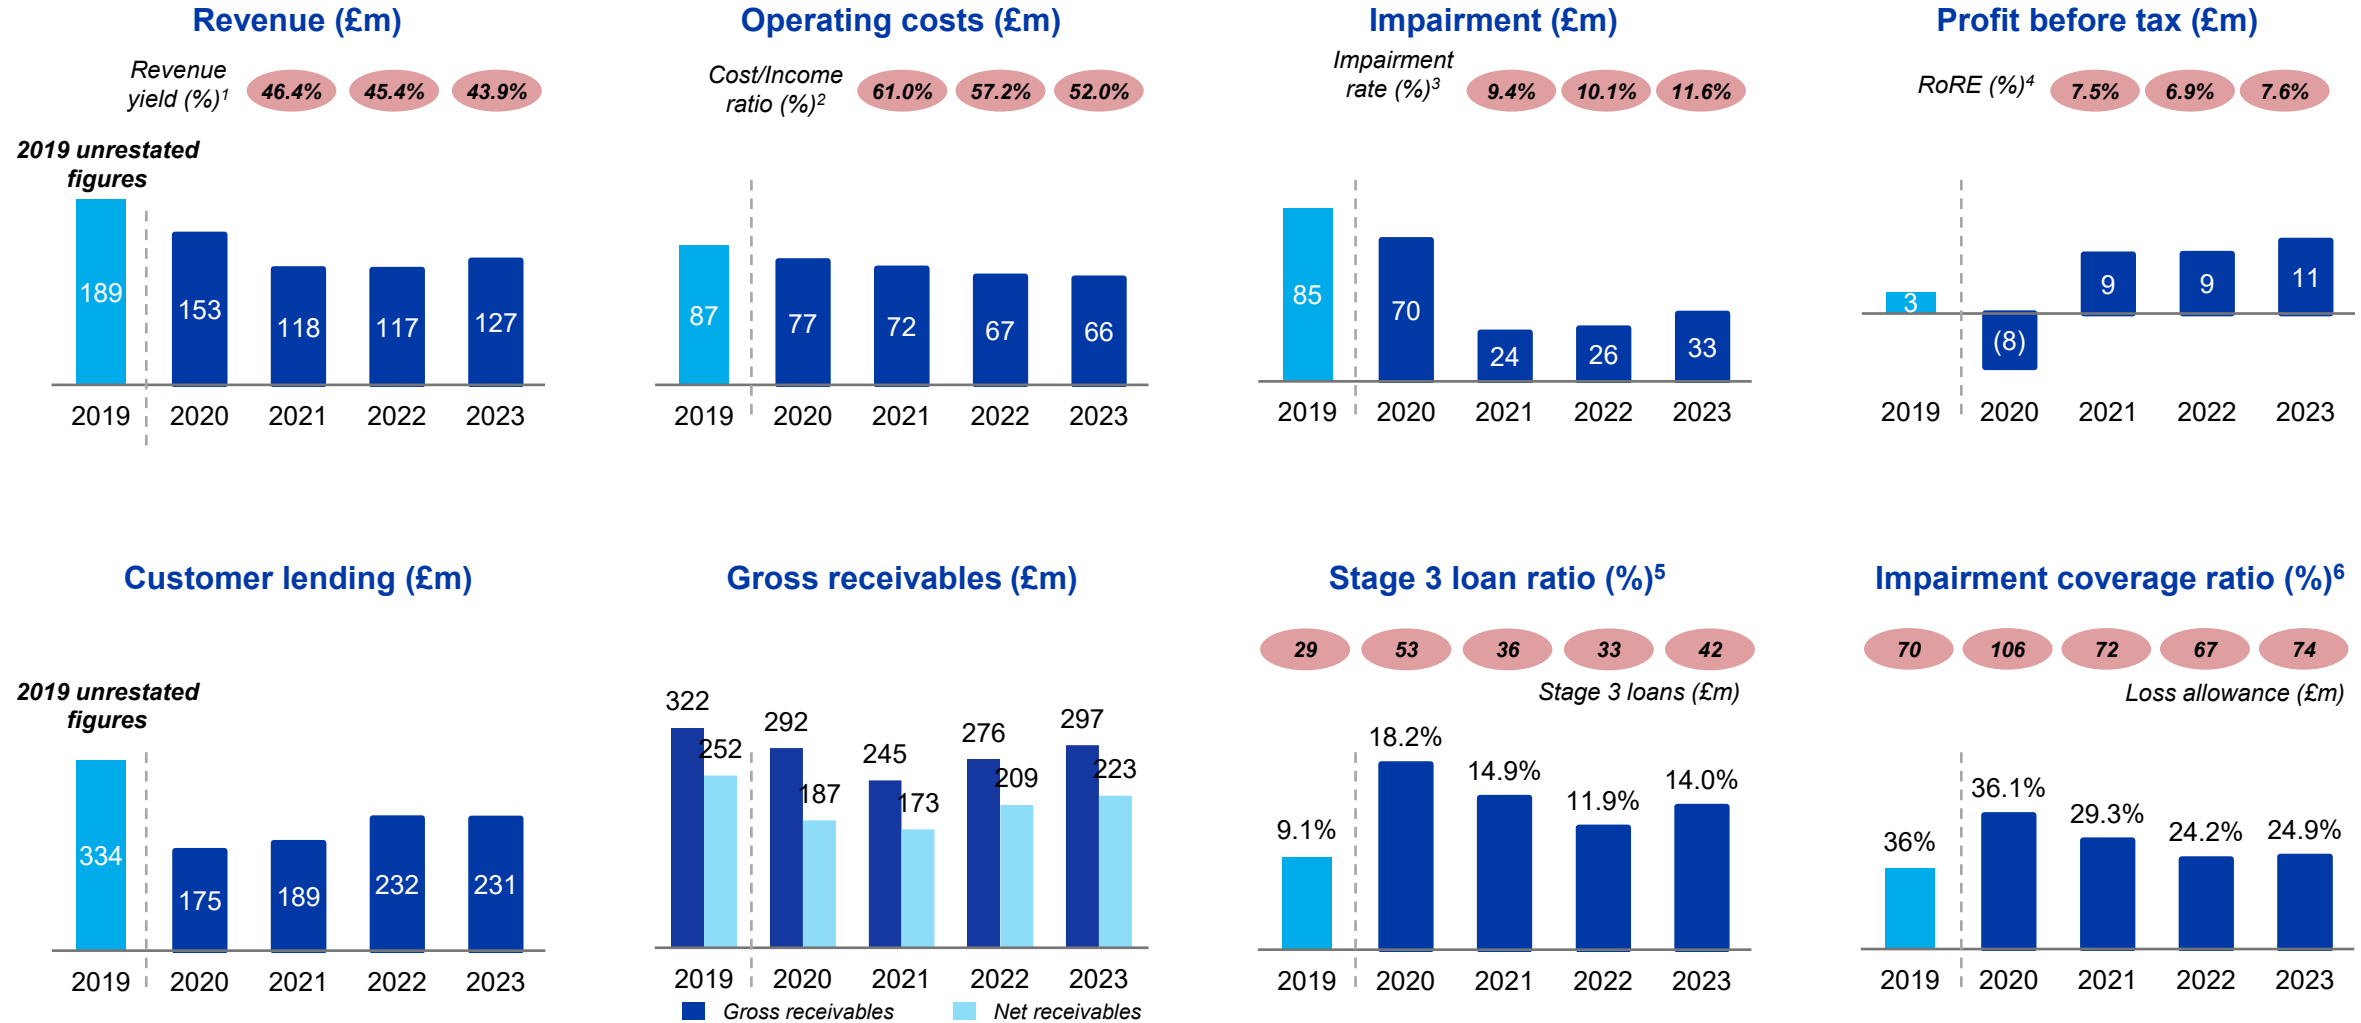 Revenue (£m)
Revenue
yield (%)1
46.4% 45.4% 43.9%
2019 unrestated
figures
189 153 118 117 127
2019 2020 2021 2022 2023
Operating costs (£m)
Cost/Income
ratio (%)2
61.0% 57.2% 52.0%
87 77 72 67 66
2019 2020 2021 2022 2023
Impairment (£m)
Impairment
rate (%)3
9.4% 10.1% 11.6%
85 70 24 26 33
2019 2020 2021 2022 2023
Profit before tax (£m)
RoRE (%)4
7.5% 6.9% 7.6%
3 (8) 9 9 11
2019 2020 2021 2022 2023
Customer lending (£m)
2019 unrestated
figures
334 175 189 232 231
2019 2020 2021 2022 2023
Gross receivables (£m)
322 292 245 276 297
252 187 173 209 223
2019 2020 2021 2022 2023
Gross receivables Net receivables
Stage 3 loan ratio (%)5
29 53 36 33 42
Stage 3 loans (£m)
9.1% 18.2% 14.9% 11.9% 14.0%
2019 2020 2021 2022 2023
Impairment coverage ratio (%)6
70 106 72 67 74
Loss allowance (£m)
36% 36.1% 29.3% 24.2% 24.9%
2019 2020 2021 2022 2023